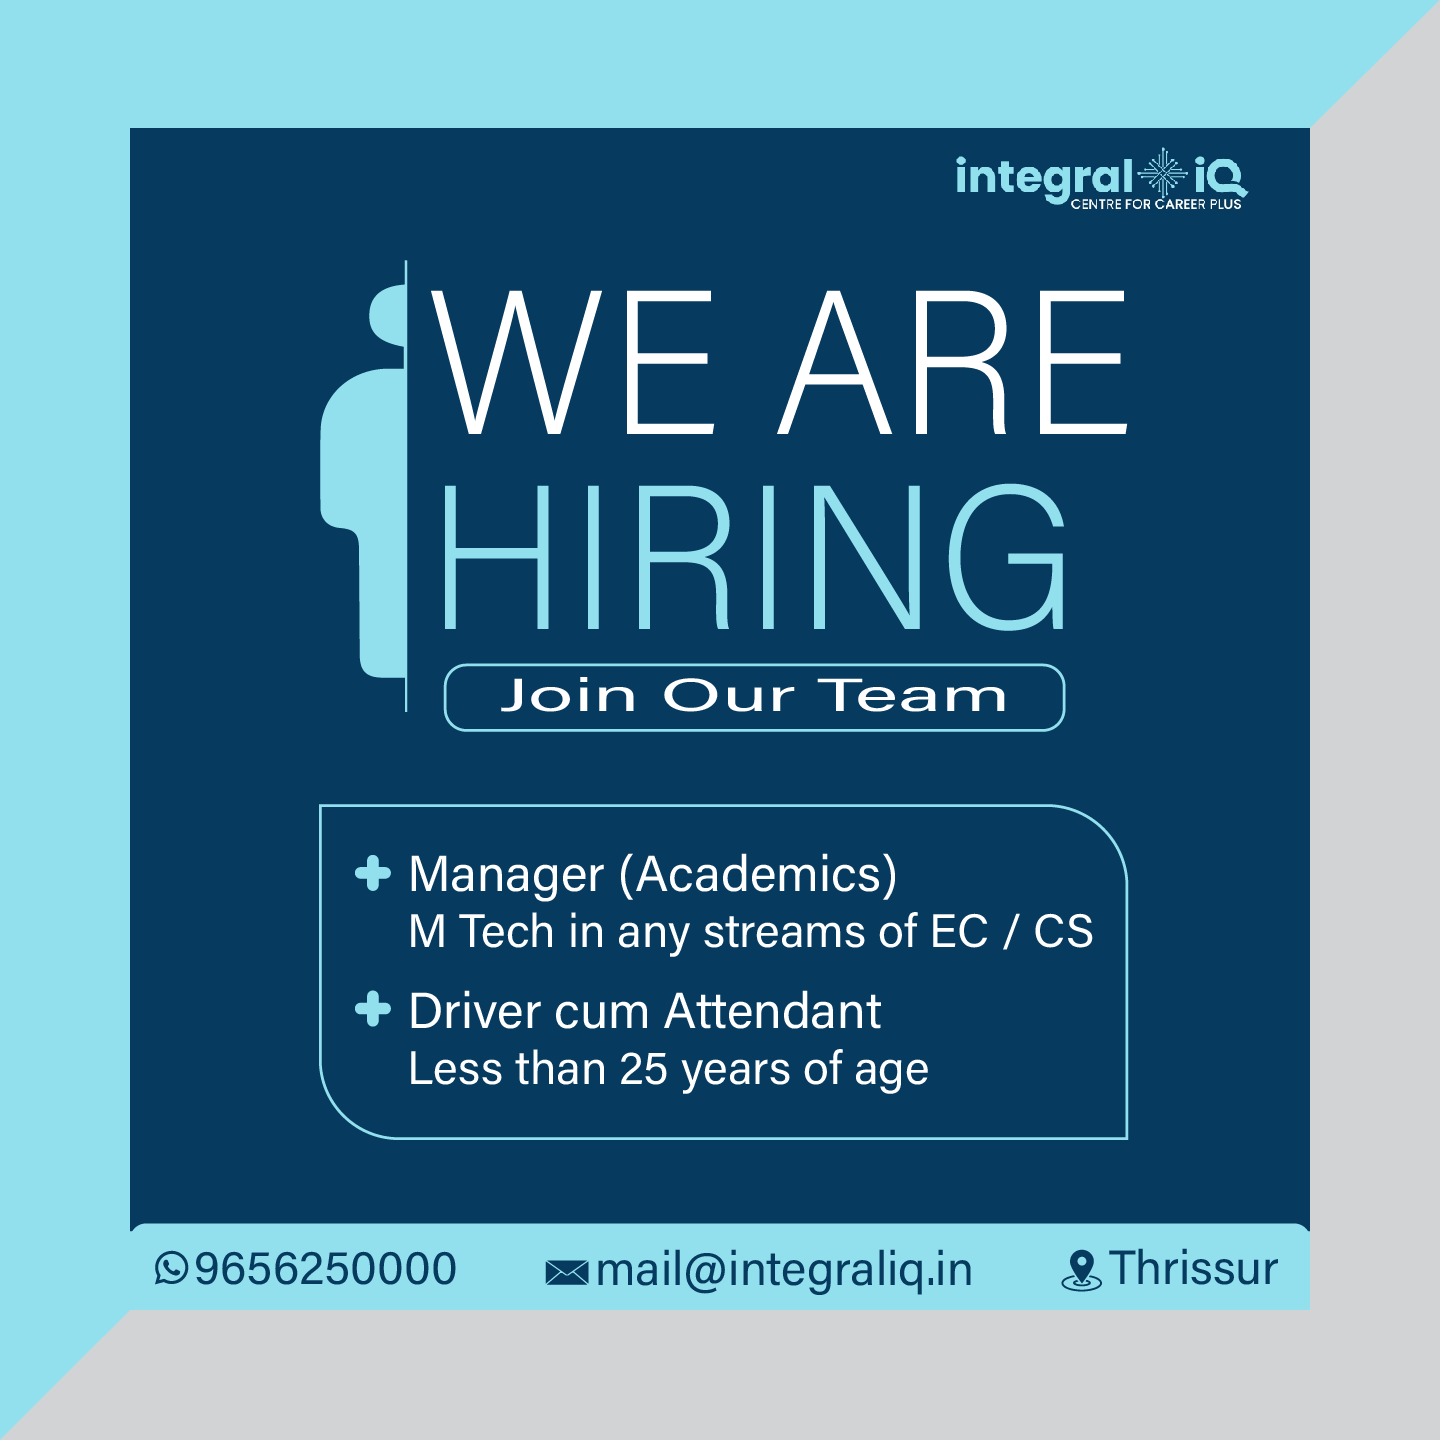 integral iQ
CENTRE FOR CAREER PLUS
WE ARE
HIRING
Join Our Team
Manager (Academics)
M Tech in any streams of EC / CS
Driver cum Attendant
Less than 25 years of age
9656250000
mail@integraliq.in
Thrissur